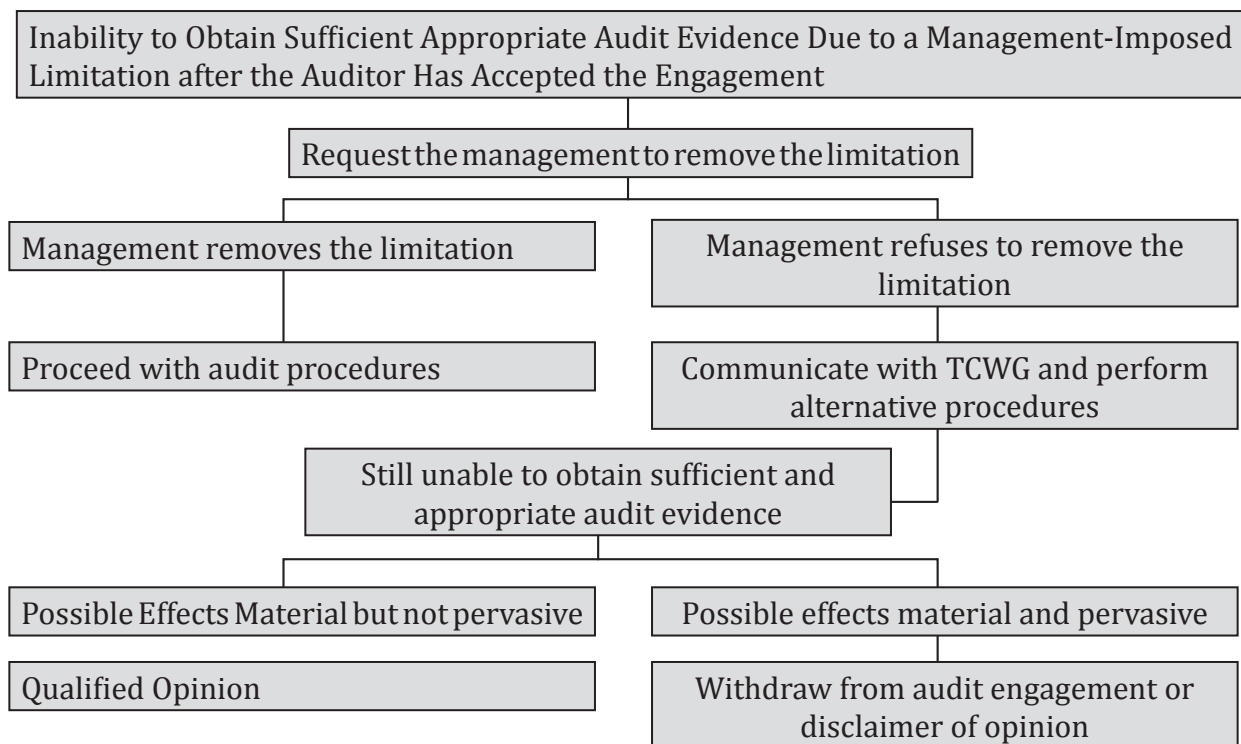 Inability to Obtain Sufficient Appropriate Audit Evidence Due to a Management-Imposed
Limitation after the Auditor Has Accepted the Engagement
Request the management to remove the limitation
Management removes the limitation
Management refuses to remove the
limitation
Proceed with audit procedures
Communicate with TCWG and perform
alternative procedures
Still unable to obtain sufficient and
appropriate audit evidence
Possible Effects Material but not pervasive
Possible effects material and pervasive
Qualified Opinion
Withdraw from audit engagement or
disclaimer of opinion